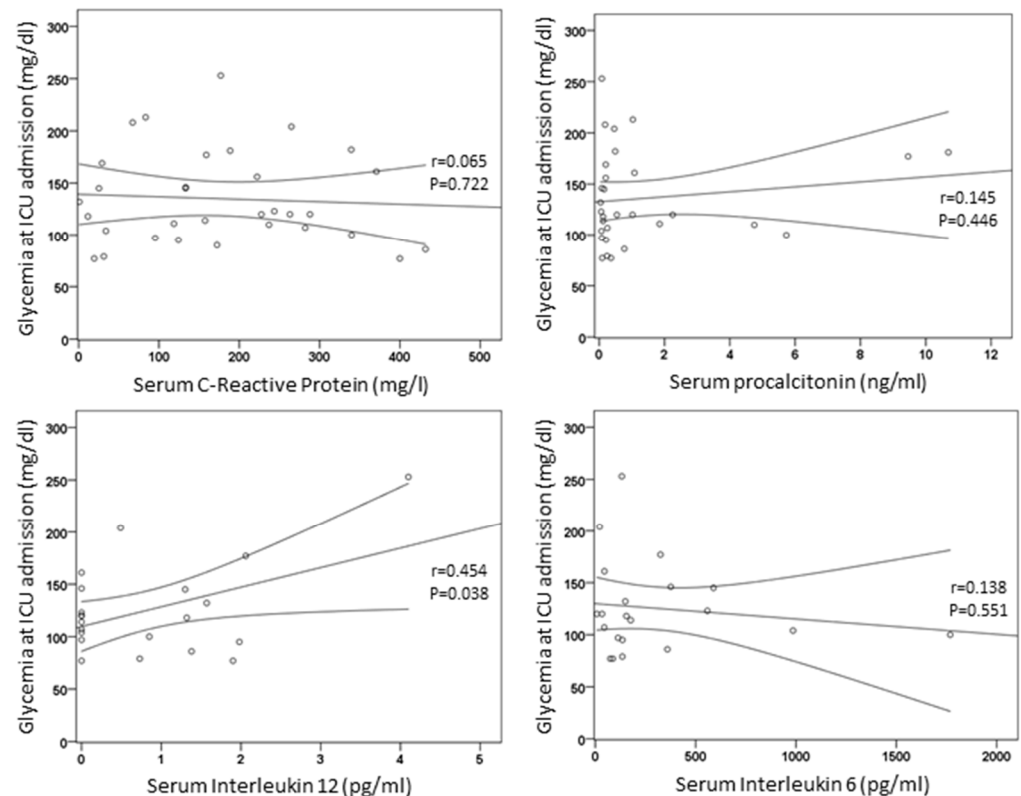 Glycemia at ICU admission (mg/dl)
300
250
200
150
100
50
0
r=0.065
P=0.722
0 100 200 300 400 500
Serum C-Reactive Protein (mg/l)
Glycemia at ICU admission (mg/dl)
300
250
200
150
100
50
0
r=0.145
P=0.446
0 2 4 6 8 10 12
Serum procalcitonin (ng/ml)
Glycemia at ICU admission (mg/dl)
300
250
200
150
100
50
0
r=0.454
P=0.038
0 1 2 3 4 5
Serum Interleukin 12 (pg/ml)
Glycemia at ICU admission (mg/dl)
300
250
200
150
100
50
0
r=0.138
P=0.551
0 500 1000 1500 2000
Serum Interleukin 6 (pg/ml)